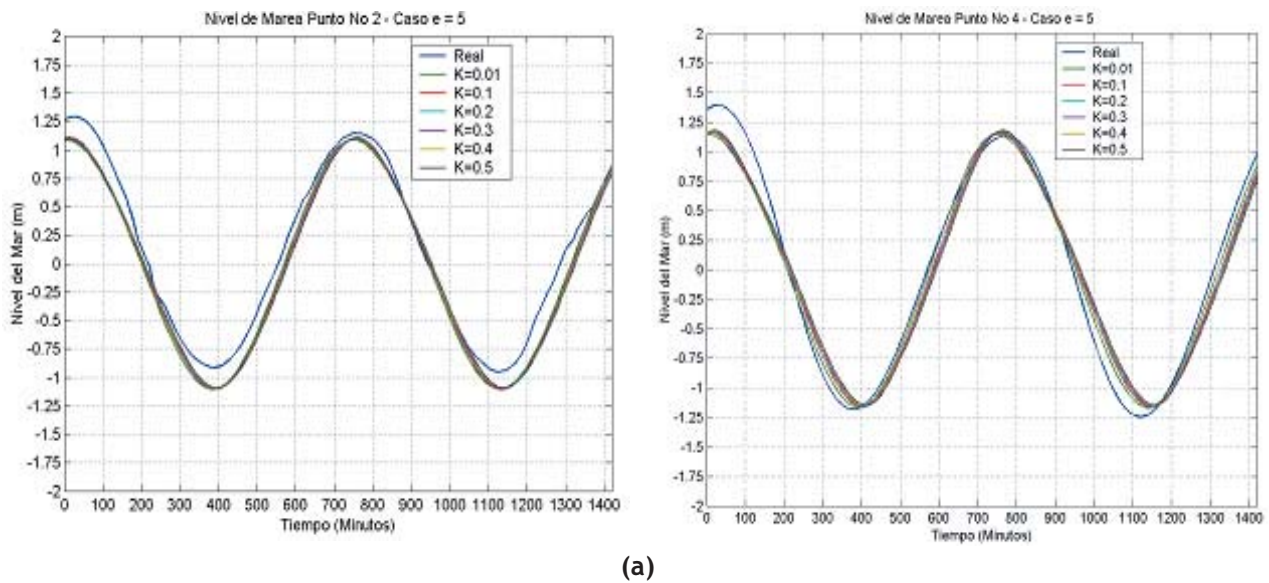 Nivel de Marea Punto No 2 - Caso e = 5
Nivel del Mar (m)
2
1.75
1.5
1.25
1
0.75
0.5
0.25
0
-0.25
-0.5
-0.75
-1
-1.25
-1.5
-1.75
-2
Real
K=0.01
K=0.1
K=0.2
K=0.3
K=0.4
K=0.5
0 100 200 300 400 500 600 700 800 900 1000 1100 1200 1300 1400
Tiempo (Minutos)
Nivel de Marea Punto No 4 - Caso e = 5
Nivel del Mar (m)
2
1.75
1.5
1.25
1
0.75
0.5
0.25
0
-0.25
-0.5
-0.75
-1
-1.25
-1.5
-1.75
-2
Real
K=0.01
K=0.1
K=0.2
K=0.3
K=0.4
K=0.5
0 100 200 300 400 500 600 700 800 900 1000 1100 1200 1300 1400
Tiempo (Minutos)
(a)